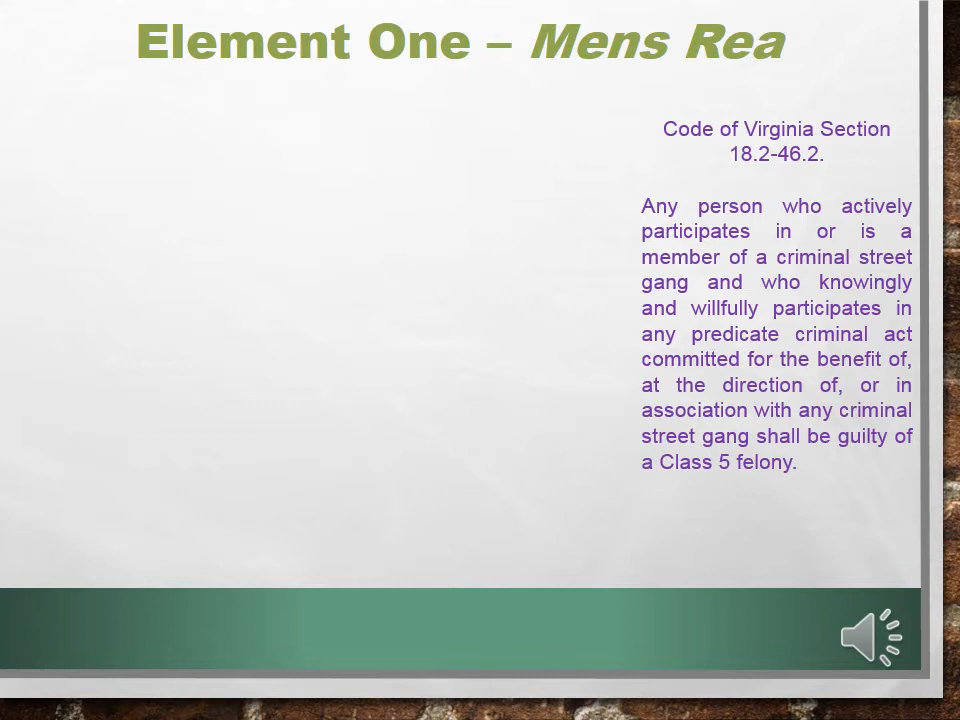 Element One – Mens Rea
Code of Virginia Section
18.2-46.2.
Any person who actively
participates in or is a
member of a criminal street
gang and who knowingly
and willfully participates in
any predicate criminal act
committed for the benefit of,
at the direction of, or in
association with any criminal
street gang shall be guilty of
a Class 5 felony.